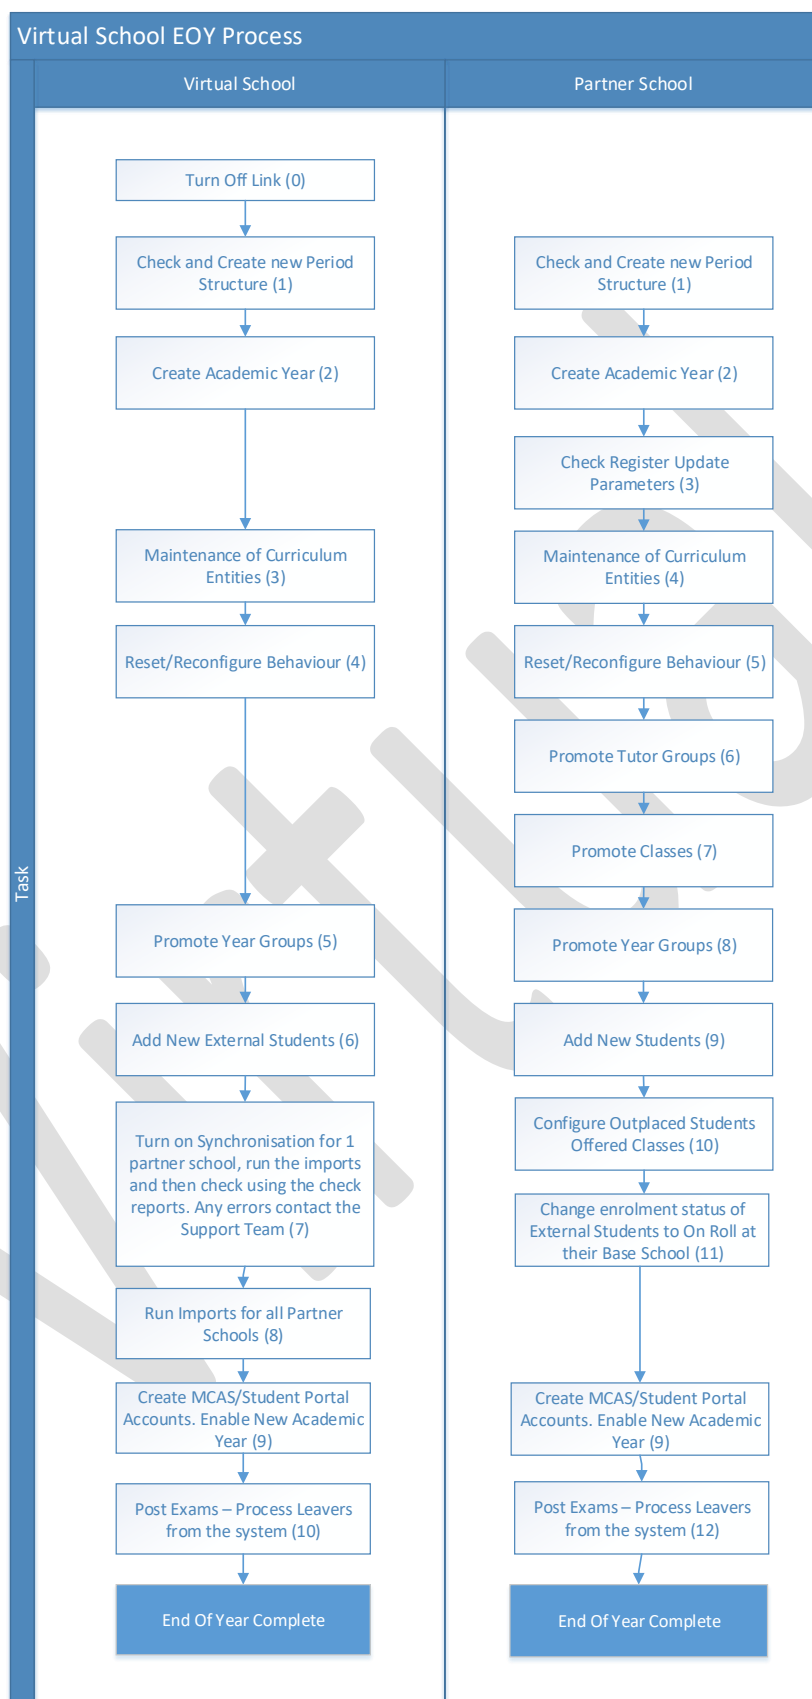 Virtual School EOY Process
Virtual School
Partner School
Task
Turn Off Link (0)
Check and Create new Period
Structure (1)
Create Academic Year (2)
Maintenance of Curriculum
Entities (3)
Reset/Reconfigure Behaviour (4)
Promote Year Groups (5)
Add New External Students (6)
Turn on Synchronisation for 1
partner school, run the imports
and then check using the check
reports. Any errors contact the
Support Team (7)
Run Imports for all Partner
Schools (8)
Create MCAS/Student Portal
Accounts. Enable New Academic
Year (9)
Post Exams – Process Leavers
from the system (10)
End Of Year Complete
Check and Create new Period
Structure (1)
Create Academic Year (2)
Check Register Update
Parameters (3)
Maintenance of Curriculum
Entities (4)
Reset/Reconfigure Behaviour (5)
Promote Tutor Groups (6)
Promote Classes (7)
Promote Year Groups (8)
Add New Students (9)
Configure Outplaced Students
Offered Classes (10)
Change enrolment status of
External Students to On Roll at
their Base School (11)
Create MCAS/Student Portal
Accounts. Enable New Academic
Year (9)
Post Exams – Process Leavers
from the system (12)
End Of Year Complete
Virtual